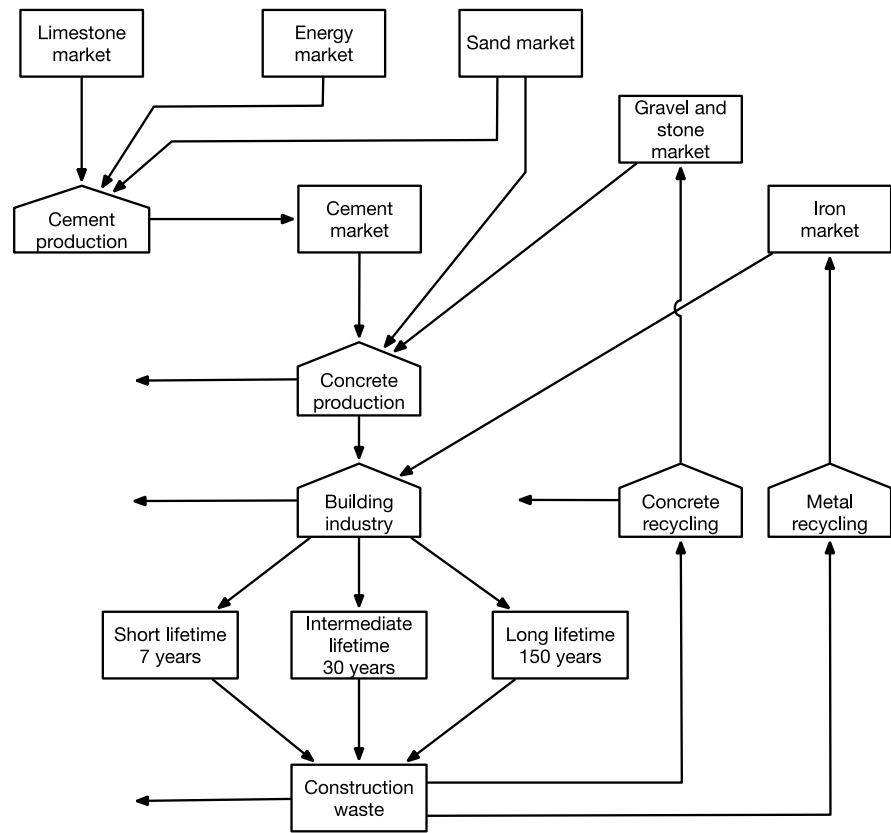 Limestone
market
Energy
market
Sand market
Gravel and
stone
market
Cement
production
Cement
market
Iron
market
Concrete
production
Building
industry
Concrete
recycling
Metal
recycling
Short lifetime
7 years
Intermediate
lifetime
30 years
Long lifetime
150 years
Construction
waste